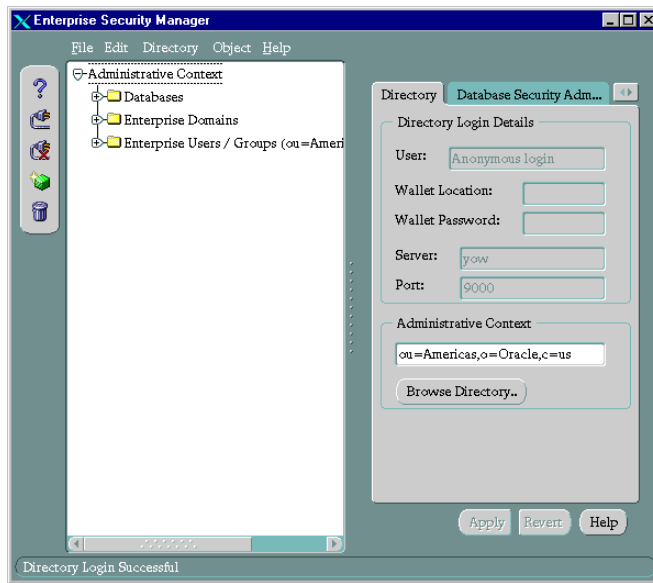 Enterprise Security Manager
File Edit Directory Object Help
Administrative Context
Databases
Enterprise Domains
Enterprise Users / Groups (ou=Ameri
Directory
Database Security Adm...
Directory Login Details
User: Anonymous login
Wallet Location:
Wallet Password:
Server: yow
Port: 9000
Administrative Context
ou=Americas,o=Oracle,c=us
Browse Directory..
Apply Revert Help
Directory Login Successful